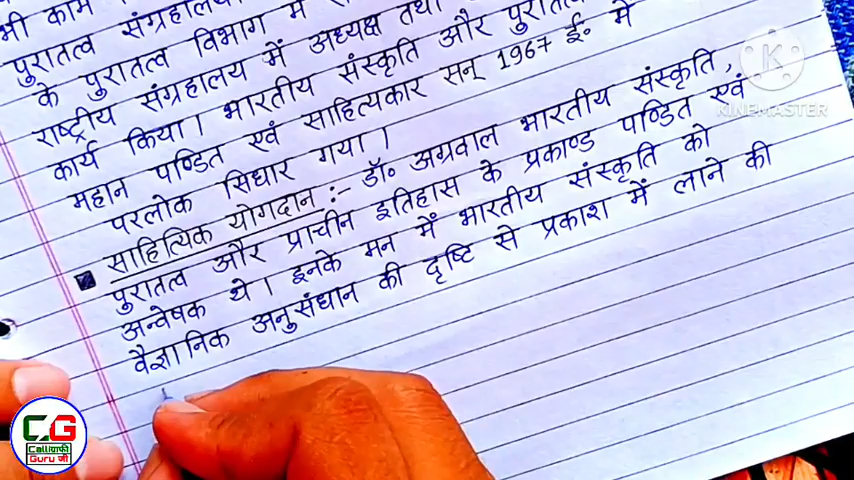 भी काम
पुरातत्व संग्रहालय
के पुरातत्व विभाग में
राष्ट्रीय संग्रहालय में अध्यक्ष तथा
कार्य किया। भारतीय संस्कृति और पुरातत्व
महान पण्डित एवं साहित्यकार सन् 1967 ई॰ में
परलोक सिधार गया।
साहित्यिक योगदान :- डॉ॰ अग्रवाल भारतीय संस्कृति,
पुरातत्व और प्राचीन इतिहास के प्रकाण्ड पण्डित एवं
अन्वेषक थे। इनके मन में भारतीय संस्कृति को
वैज्ञानिक अनुसंधान की दृष्टि से प्रकाश में लाने की
KINEMASTER
CG
Calliग्राफी
Guru जी